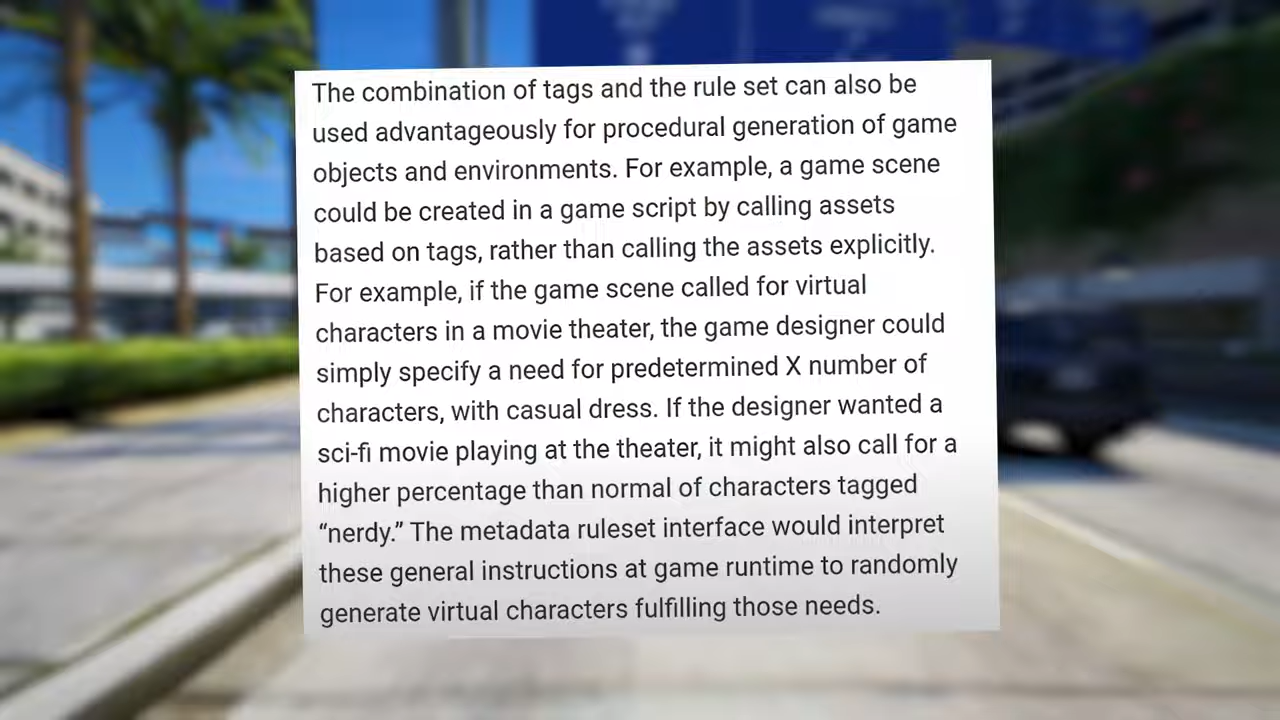 The combination of tags and the rule set can also be
used advantageously for procedural generation of game
objects and environments. For example, a game scene
could be created in a game script by calling assets
based on tags, rather than calling the assets explicitly.
For example, if the game scene called for virtual
characters in a movie theater, the game designer could
simply specify a need for predetermined X number of
characters, with casual dress. If the designer wanted a
sci-fi movie playing at the theater, it might also call for a
higher percentage than normal of characters tagged
“nerdy.” The metadata ruleset interface would interpret
these general instructions at game runtime to randomly
generate virtual characters fulfilling those needs.